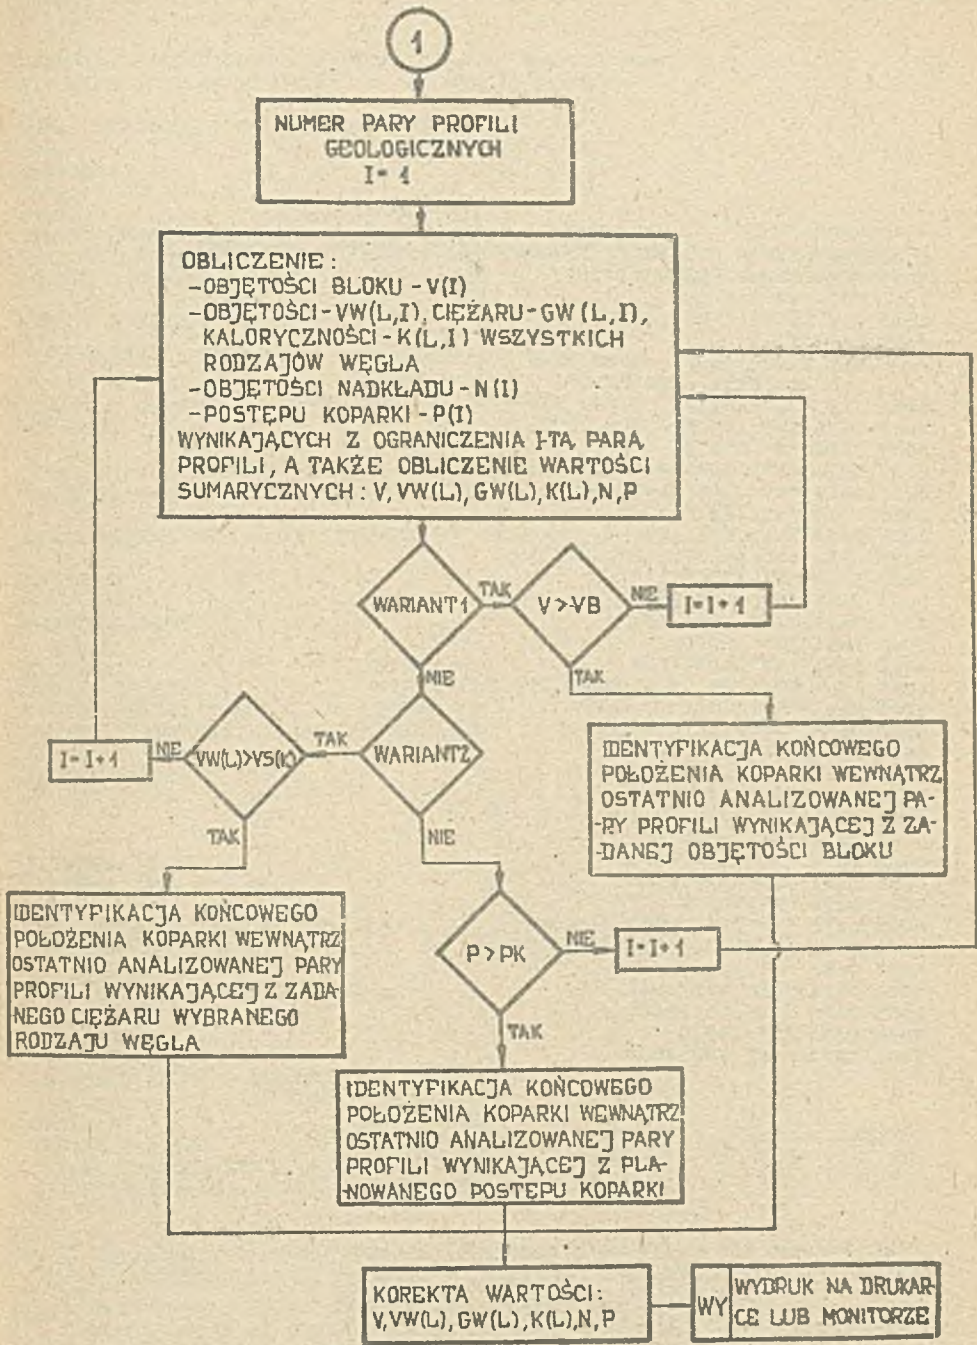 1
NUMER PARY PROFILI
GEOLOGICZNYCH
I = 1
OBLICZENIE:
-OBJĘTOŚCI BLOKU - V(I)
-OBJĘTOŚCI-VW(L,I), CIĘŻARU-GW(L,I),
KALORYCZNOŚCI-K(L,I) WSZYSTKICH
RODZAJÓW WĘGLA
-OBJĘTOŚCI NADKŁADU-N(I)
-POSTĘPU KOPARKI-P(I)
WYNIKAJĄCYCH Z OGRANICZENIA I-TĄ PARĄ
PROFILI, A TAKŻE OBLICZENIE WARTOŚCI
SUMARYCZNYCH: V, VW(L), GW(L), K(L), N, P
WARIANT1
TAK
V>VB
NIE
I=I+1
NIE
TAK
I=I+1
NIE
VW(L)>VS(L)
TAK
WARIANT2
TAK
NIE
IDENTYFIKACJA KOŃCOWEGO
POŁOŻENIA KOPARKI WEWNĄTRZ
OSTATNIO ANALIZOWANEJ PA-
-RY PROFILI WYNIKAJĄCEJ Z ZA-
-DANEJ OBJĘTOŚCI BLOKU
IDENTYFIKACJA KOŃCOWEGO
POŁOŻENIA KOPARKI WEWNĄTRZ
OSTATNIO ANALIZOWANEJ PARY
PROFILI WYNIKAJĄCEJ Z ZADA-
NEGO CIĘŻARU WYBRANEGO
RODZAJU WĘGLA
P>PK
NIE
I=I+1
TAK
IDENTYFIKACJA KOŃCOWEGO
POŁOŻENIA KOPARKI WEWNĄTRZ
OSTATNIO ANALIZOWANEJ PARY
PROFILI WYNIKAJĄCEJ Z PLA-
-NOWANEGO POSTEPU KOPARKI
KOREKTA WARTOŚCI:
V, VW(L), GW(L), K(L), N, P
WY
WYDRUK NA DRUKAR-
CE LUB MONITORZE